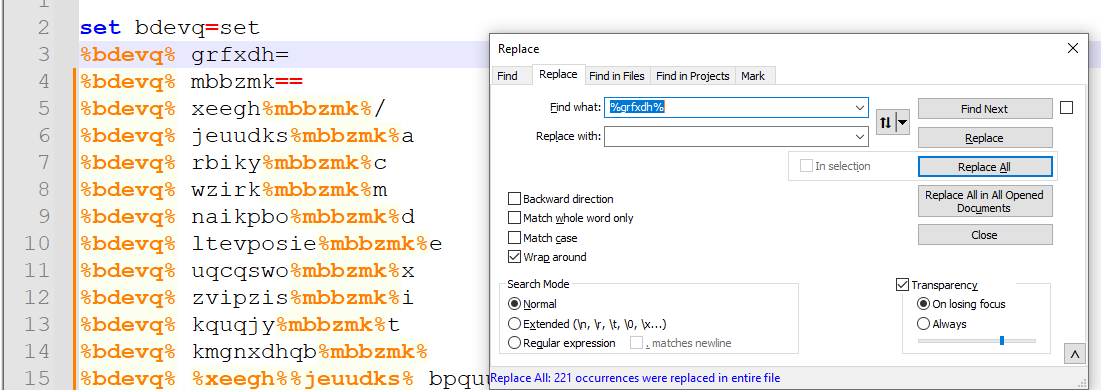 2 set bdevq=set
3 %bdevq% grfxdh=
4 %bdevq% mbbzmk==
5 %bdevq% xeegh%mbbzmk%/
6 %bdevq% jeuudks%mbbzmk%a
7 %bdevq% rbiky%mbbzmk%c
8 %bdevq% wzirk%mbbzmk%m
9 %bdevq% naikpbo%mbbzmk%d
10 %bdevq% ltevposie%mbbzmk%e
11 %bdevq% uqcqswo%mbbzmk%x
12 %bdevq% zvipzis%mbbzmk%i
13 %bdevq% kquqjy%mbbzmk%t
14 %bdevq% kmgnxdhqb%mbbzmk%
15 %bdevq% %xeegh%%jeuudks%
Replace
Find Replace Find in Files Find in Projects Mark
Find what: %grfxdh%
Find Next
Replace with:
Replace
In selection
Replace All
Replace All in All Opened Documents
Close
Backward direction
Match whole word only
Match case
Wrap around
Search Mode
Normal
Extended (\n, \r, \t, \0, \x...)
Regular expression
. matches newline
Transparency
On losing focus
Always
Replace All: 221 occurrences were replaced in entire file